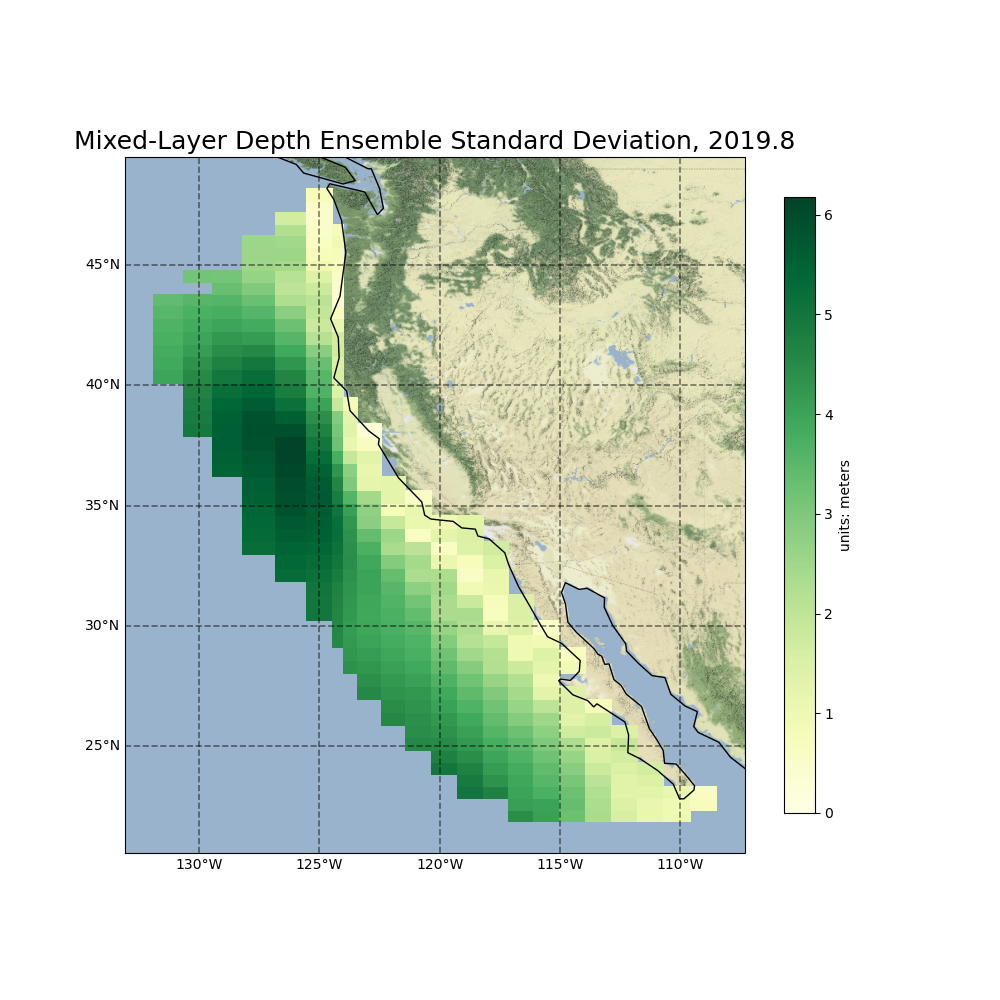 Mixed-Layer Depth Ensemble Standard Deviation, 2019.8
45°N
40°N
35°N
30°N
25°N
130°W
125°W
120°W
115°W
110°W
6
5
4
3
2
1
0
units: meters